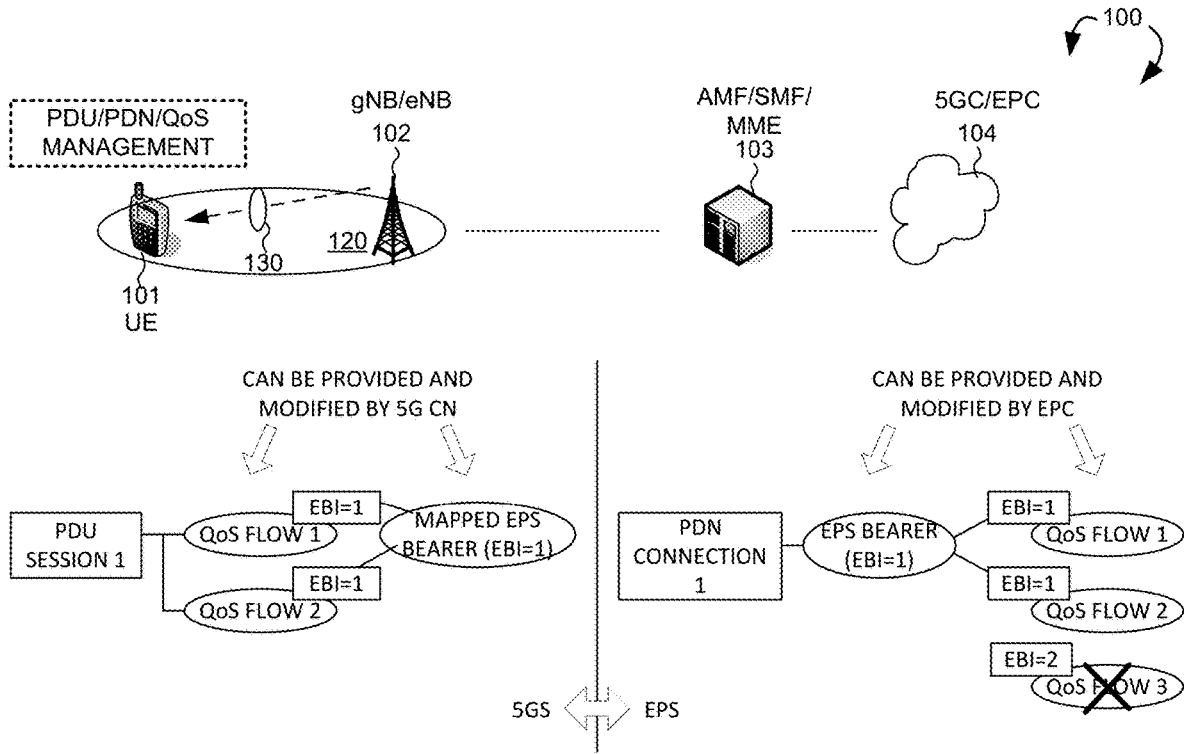 100
PDU/PDN/QoS
MANAGEMENT
gNB/eNB
102
AMF/SMF/
MME
103
5GC/EPC
104
120
130
101
UE
CAN BE PROVIDED AND
MODIFIED BY 5G CN
EBI=1
PDU
SESSION 1
QoS FLOW 1
MAPPED EPS
BEARER (EBI=1)
EBI=1
QoS FLOW 2
CAN BE PROVIDED AND
MODIFIED BY EPC
PDN
CONNECTION
1
EPS BEARER
(EBI=1)
EBI=1
QoS FLOW 1
EBI=1
QoS FLOW 2
EBI=2
QoS FLOW 3
5GS
EPS